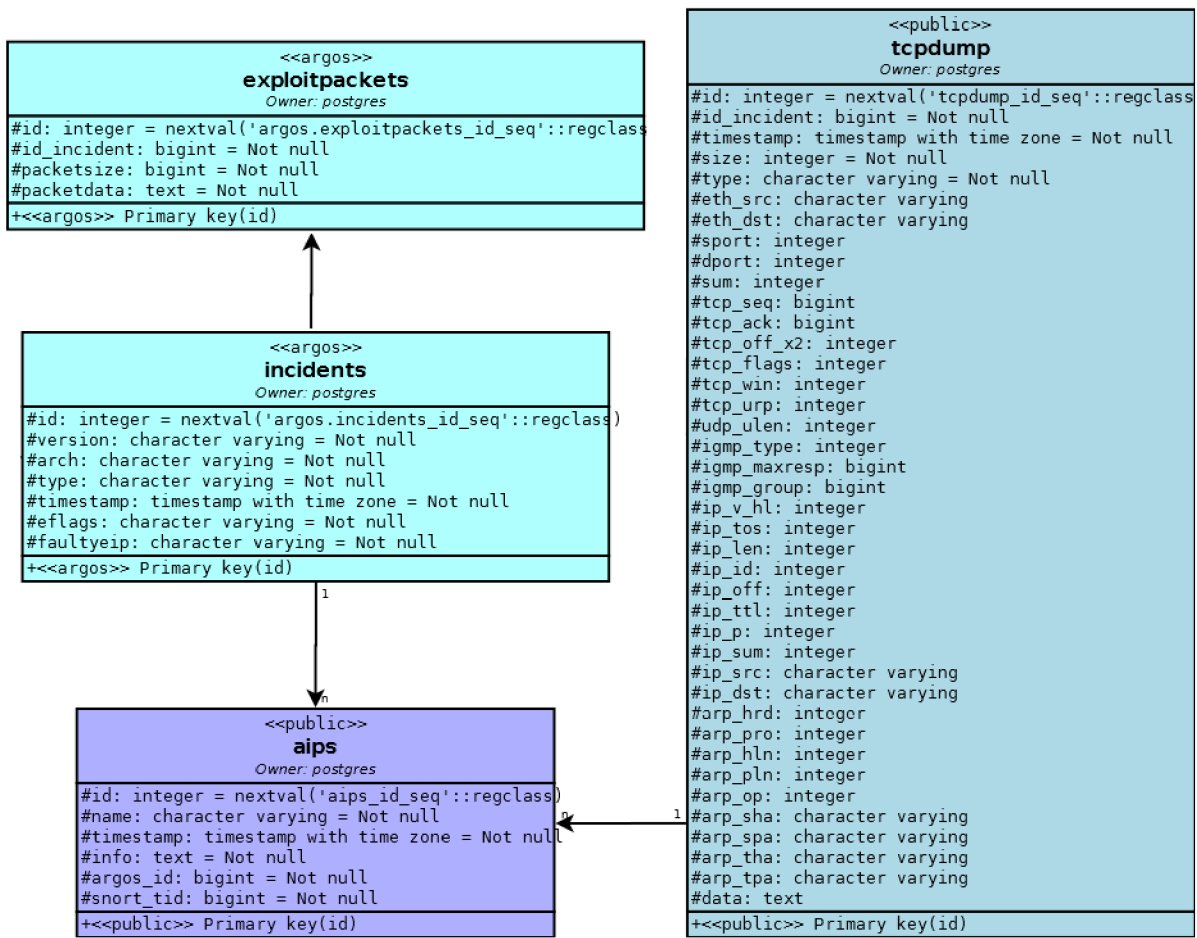 <<argos>>
exploitpackets
Owner: postgres
#id: integer = nextval('argos.exploitpackets_id_seq'::regclass
#id_incident: bigint = Not null
#packetsize: bigint = Not null
#packetdata: text = Not null
+<<argos>> Primary key(id)
<<argos>>
incidents
Owner: postgres
#id: integer = nextval('argos.incidents_id_seq'::regclass)
#version: character varying = Not null
#arch: character varying = Not null
#type: character varying = Not null
#timestamp: timestamp with time zone = Not null
#eflags: character varying = Not null
#faultyeip: character varying = Not null
+<<argos>> Primary key(id)
1
n
<<public>>
aips
Owner: postgres
#id: integer = nextval('aips_id_seq'::regclass)
#name: character varying = Not null
#timestamp: timestamp with time zone = Not null
#info: text = Not null
#argos_id: bigint = Not null
#snort_tid: bigint = Not null
+<<public>> Primary key(id)
n
1
<<public>>
tcpdump
Owner: postgres
#id: integer = nextval('tcpdump_id_seq'::regclass
#id_incident: bigint = Not null
#timestamp: timestamp with time zone = Not null
#size: integer = Not null
#type: character varying = Not null
#eth_src: character varying
#eth_dst: character varying
#sport: integer
#dport: integer
#sum: integer
#tcp_seq: bigint
#tcp_ack: bigint
#tcp_off_x2: integer
#tcp_flags: integer
#tcp_win: integer
#tcp_urp: integer
#udp_ulen: integer
#igmp_type: integer
#igmp_maxresp: bigint
#igmp_group: bigint
#ip_v_hl: integer
#ip_tos: integer
#ip_len: integer
#ip_id: integer
#ip_off: integer
#ip_ttl: integer
#ip_p: integer
#ip_sum: integer
#ip_src: character varying
#ip_dst: character varying
#arp_hrd: integer
#arp_pro: integer
#arp_hln: integer
#arp_pln: integer
#arp_op: integer
#arp_sha: character varying
#arp_spa: character varying
#arp_tha: character varying
#arp_tpa: character varying
#data: text
+<<public>> Primary key(id)